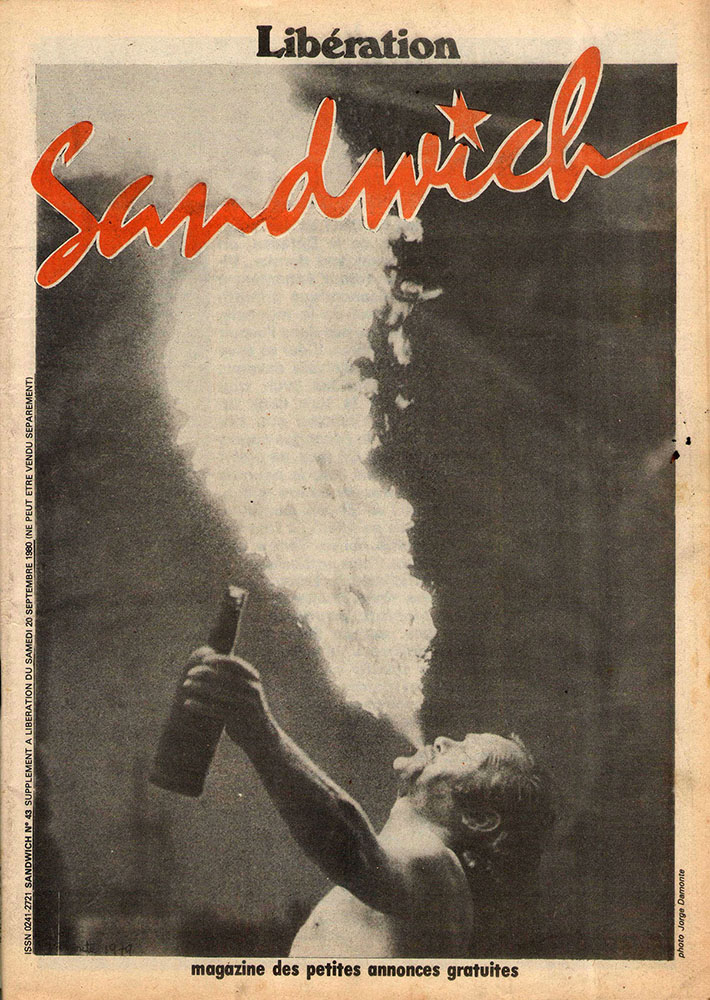 Libération
Sandwich
ISSN 0241-2721 SANDWICH N° 43 SUPPLEMENT A LIBERATION DU SAMEDI 20 SEPTEMBRE 1980 (NE PEUT ETRE VENDU SEPAREMENT)
1979
photo Jorge Damonte
magazine des petites annonces gratuites